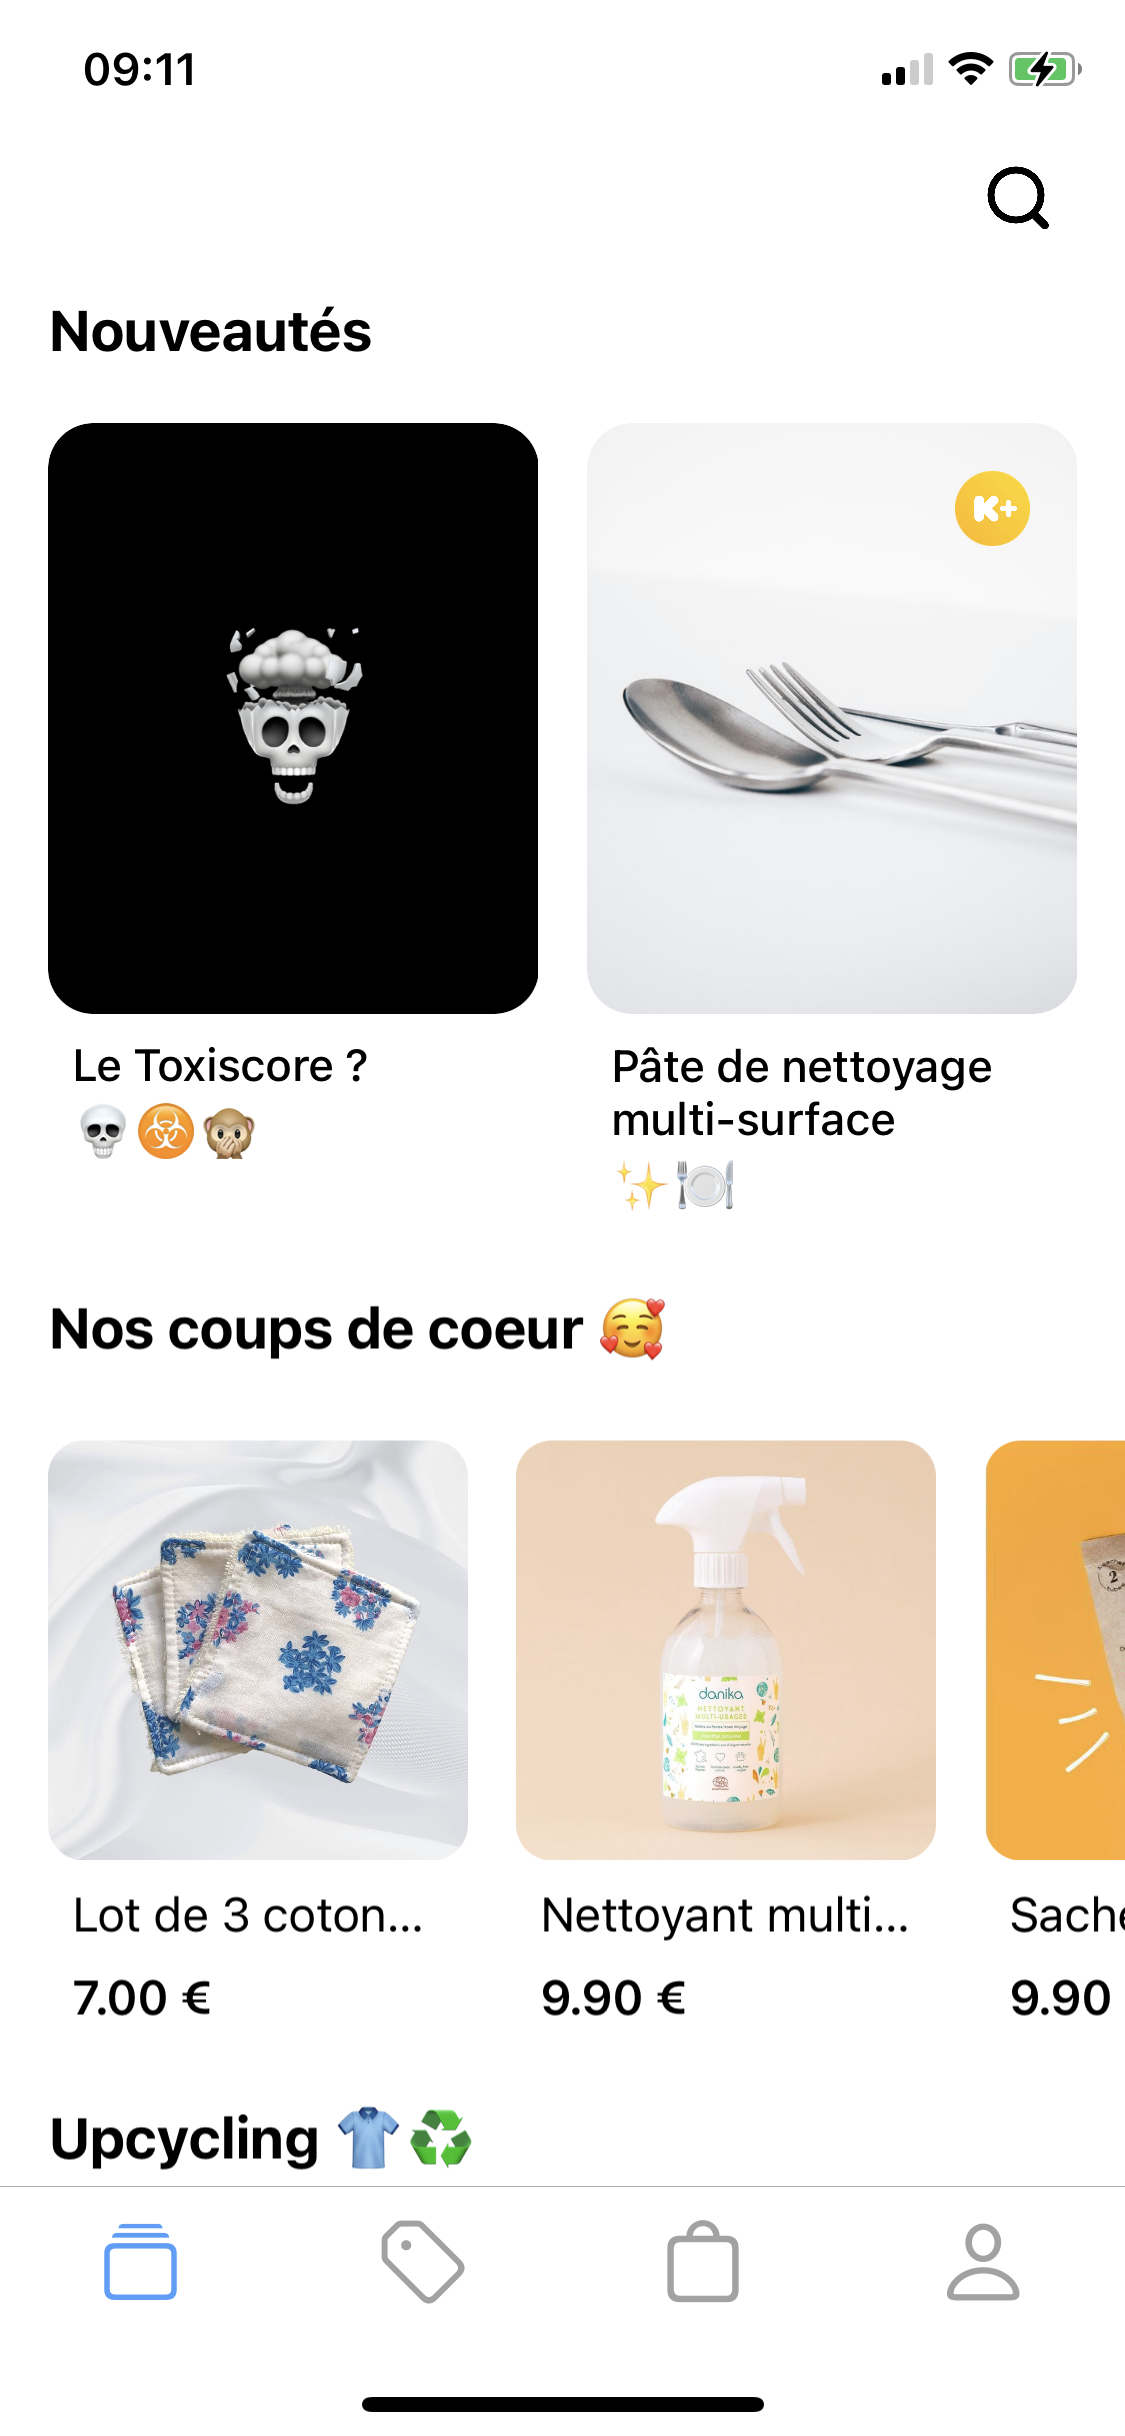 09:11
Nouveautés
K+
Le Toxiscore ?
💀☣️🙊
Pâte de nettoyage
multi-surface
✨🍽️
Nos coups de coeur 🥰
danika
NETTOYANT
MULTI-USAGES
2
Lot de 3 coton...
Nettoyant multi...
Sache
7.00 €
9.90 €
9.90
Upcycling 👕♻️